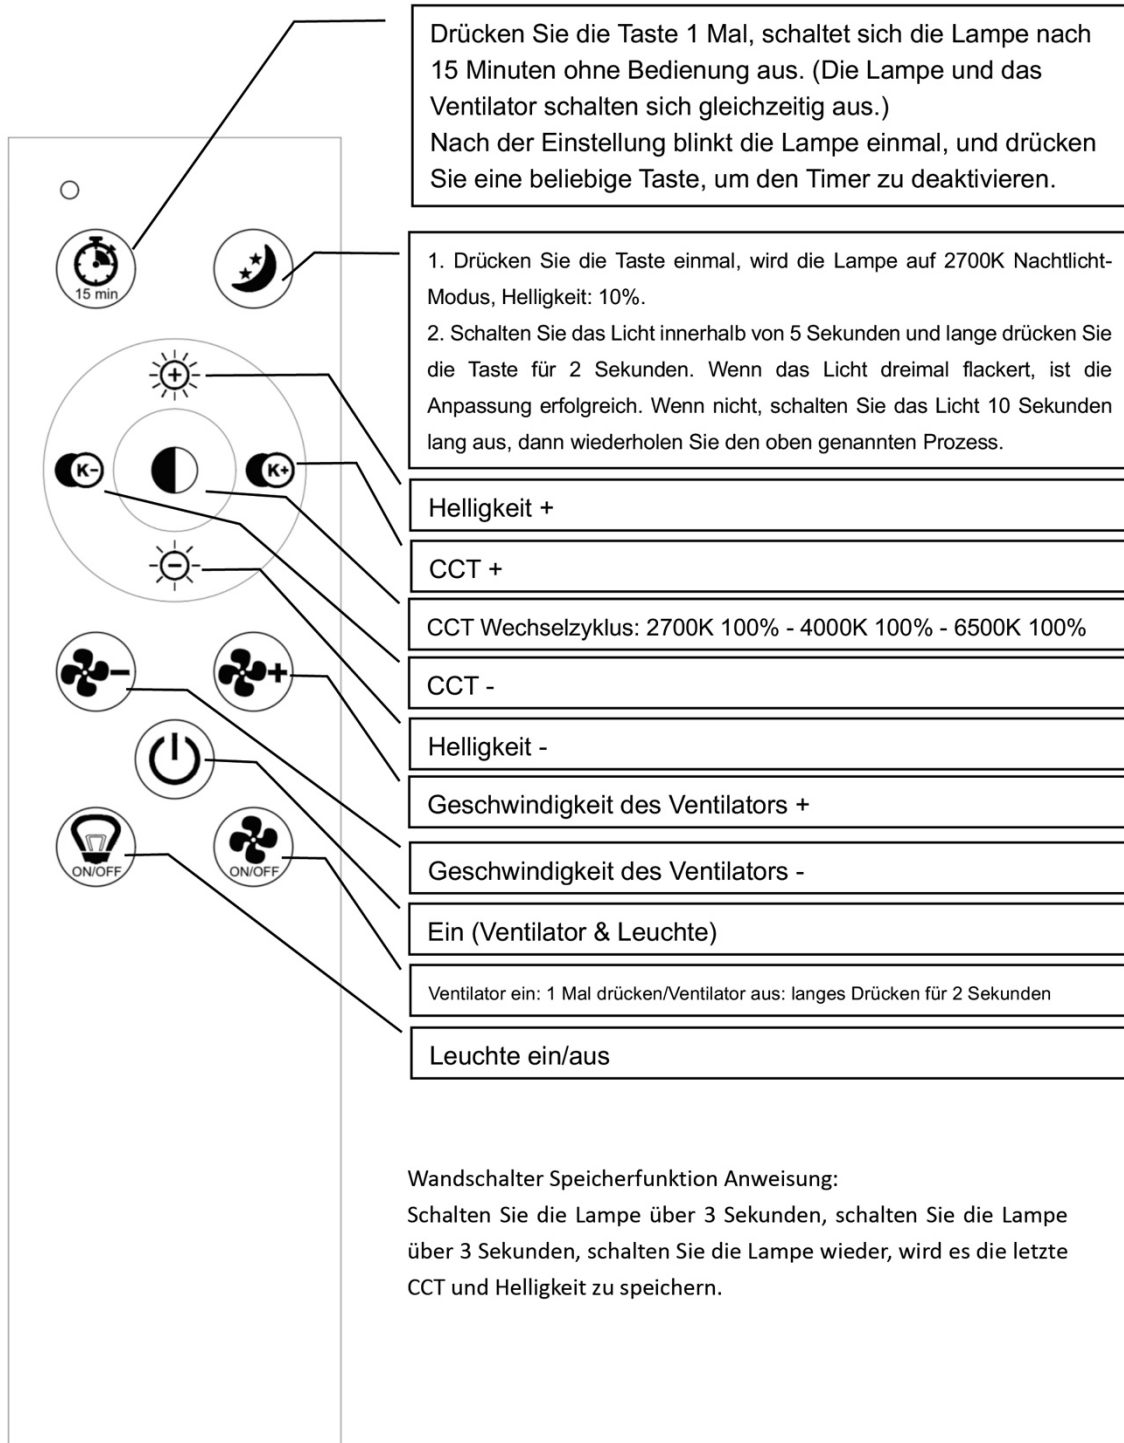 Drücken Sie die Taste 1 Mal, schaltet sich die Lampe nach
15 Minuten ohne Bedienung aus. (Die Lampe und das
Ventilator schalten sich gleichzeitig aus.)
Nach der Einstellung blinkt die Lampe einmal, und drücken
Sie eine beliebige Taste, um den Timer zu deaktivieren.
15 min
1. Drücken Sie die Taste einmal, wird die Lampe auf 2700K Nachtlicht-
Modus, Helligkeit: 10%.
2. Schalten Sie das Licht innerhalb von 5 Sekunden und lange drücken Sie
die Taste für 2 Sekunden. Wenn das Licht dreimal flackert, ist die
Anpassung erfolgreich. Wenn nicht, schalten Sie das Licht 10 Sekunden
lang aus, dann wiederholen Sie den oben genannten Prozess.
K-
K+
Helligkeit +
CCT +
CCT Wechselzyklus: 2700K 100% - 4000K 100% - 6500K 100%
CCT -
Helligkeit -
Geschwindigkeit des Ventilators +
Geschwindigkeit des Ventilators -
ON/OFF
ON/OFF
Ein (Ventilator & Leuchte)
Ventilator ein: 1 Mal drücken/Ventilator aus: langes Drücken für 2 Sekunden
Leuchte ein/aus
Wandschalter Speicherfunktion Anweisung:
Schalten Sie die Lampe über 3 Sekunden, schalten Sie die Lampe
über 3 Sekunden, schalten Sie die Lampe wieder, wird es die letzte
CCT und Helligkeit zu speichern.